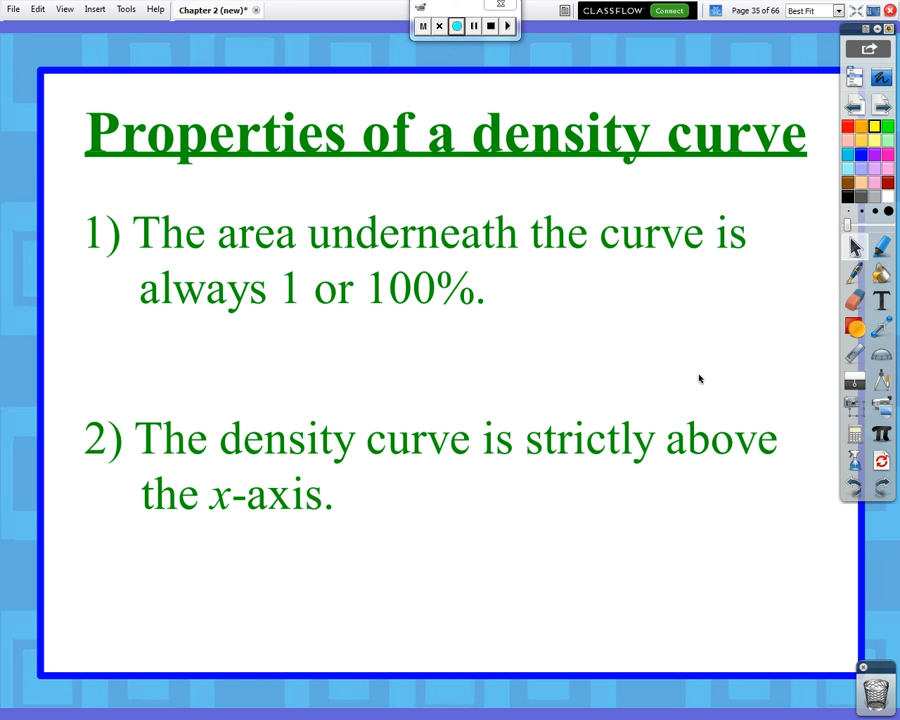 File Edit View Insert Tools Help Chapter 2 (new)* CLASSFLOW Connect Page 35 of 66 Best Fit
M
Properties of a density curve
1) The area underneath the curve is
always 1 or 100%.
2) The density curve is strictly above
the x-axis.
T